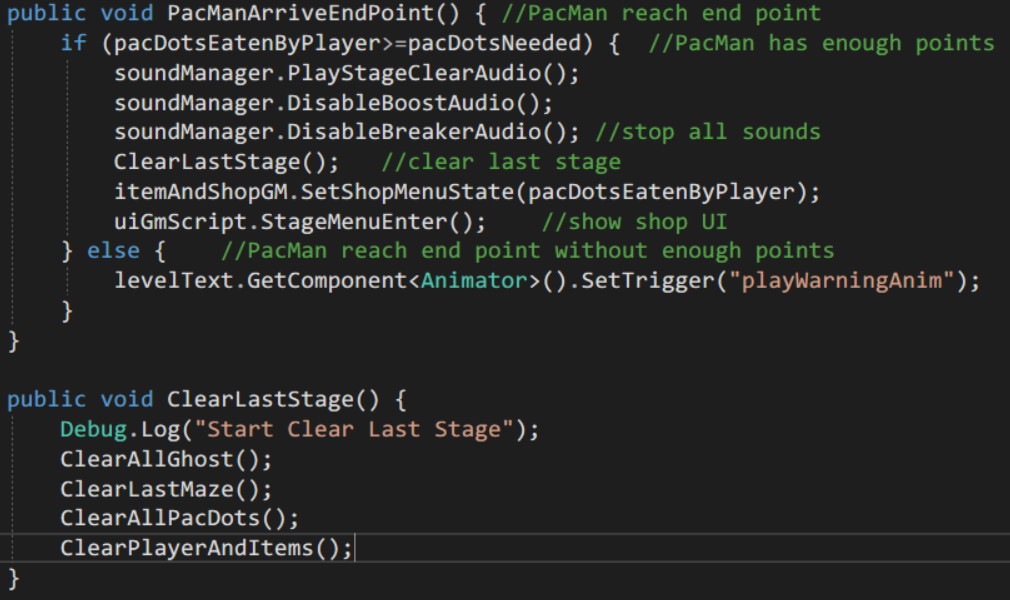 public void PacManArriveEndPoint() { //PacMan reach end point
    if (pacDotsEatenByPlayer>=pacDotsNeeded) {  //PacMan has enough points
        soundManager.PlayStageClearAudio();
        soundManager.DisableBoostAudio();
        soundManager.DisableBreakerAudio(); //stop all sounds
        ClearLastStage();   //clear last stage
        itemAndShopGM.SetShopMenuState(pacDotsEatenByPlayer);
        uiGmScript.StageMenuEnter();    //show shop UI
    } else {    //PacMan reach end point without enough points
        levelText.GetComponent<Animator>().SetTrigger("playWarningAnim");
    }
}

public void ClearLastStage() {
    Debug.Log("Start Clear Last Stage");
    ClearAllGhost();
    ClearLastMaze();
    ClearAllPacDots();
    ClearPlayerAndItems();
}